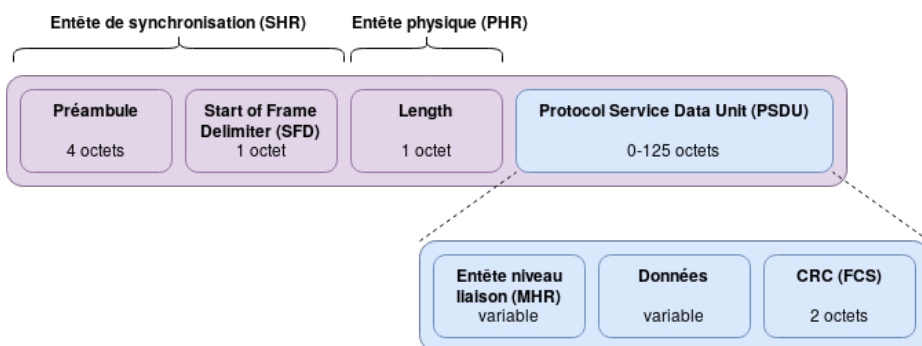 Entête de synchronisation (SHR)
Entête physique (PHR)
Préambule
4 octets
Start of Frame
Delimiter (SFD)
1 octet
Length
1 octet
Protocol Service Data Unit (PSDU)
0-125 octets
Entête niveau
liaison (MHR)
variable
Données
variable
CRC (FCS)
2 octets